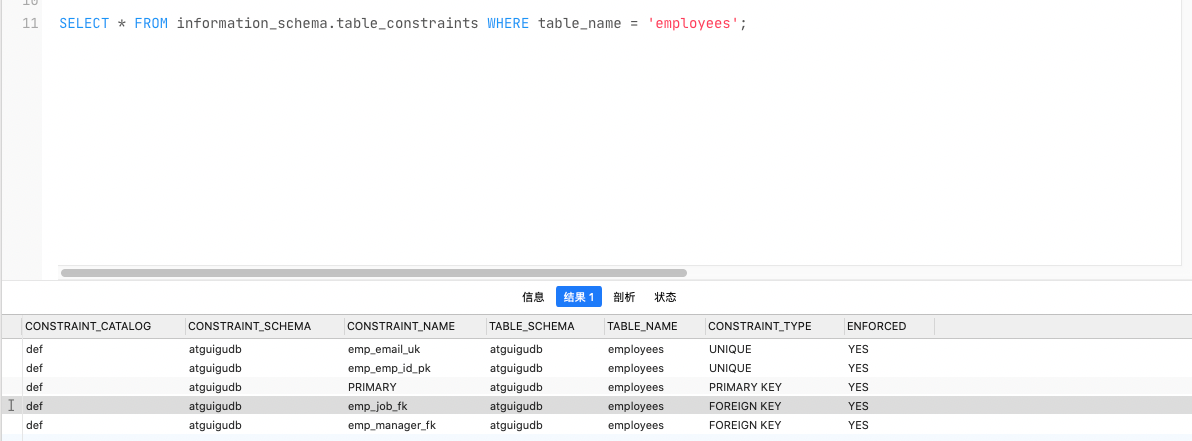 10
11 SELECT * FROM information_schema.table_constraints WHERE table_name = 'employees';
信息 结果 1 剖析 状态
CONSTRAINT_CATALOG CONSTRAINT_SCHEMA CONSTRAINT_NAME TABLE_SCHEMA TABLE_NAME CONSTRAINT_TYPE ENFORCED
def atguigudb emp_email_uk atguigudb employees UNIQUE YES
def atguigudb emp_emp_id_pk atguigudb employees UNIQUE YES
def atguigudb PRIMARY atguigudb employees PRIMARY KEY YES
def atguigudb emp_job_fk atguigudb employees FOREIGN KEY YES
def atguigudb emp_manager_fk atguigudb employees FOREIGN KEY YES